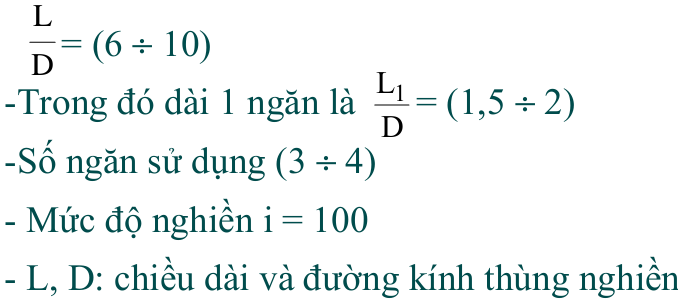 L/D = (6 ÷ 10)
-Trong đó dài 1 ngăn là L₁/D = (1,5 ÷ 2)
-Số ngăn sử dụng (3 ÷ 4)
- Mức độ nghiền i = 100
- L, D: chiều dài và đường kính thùng nghiền